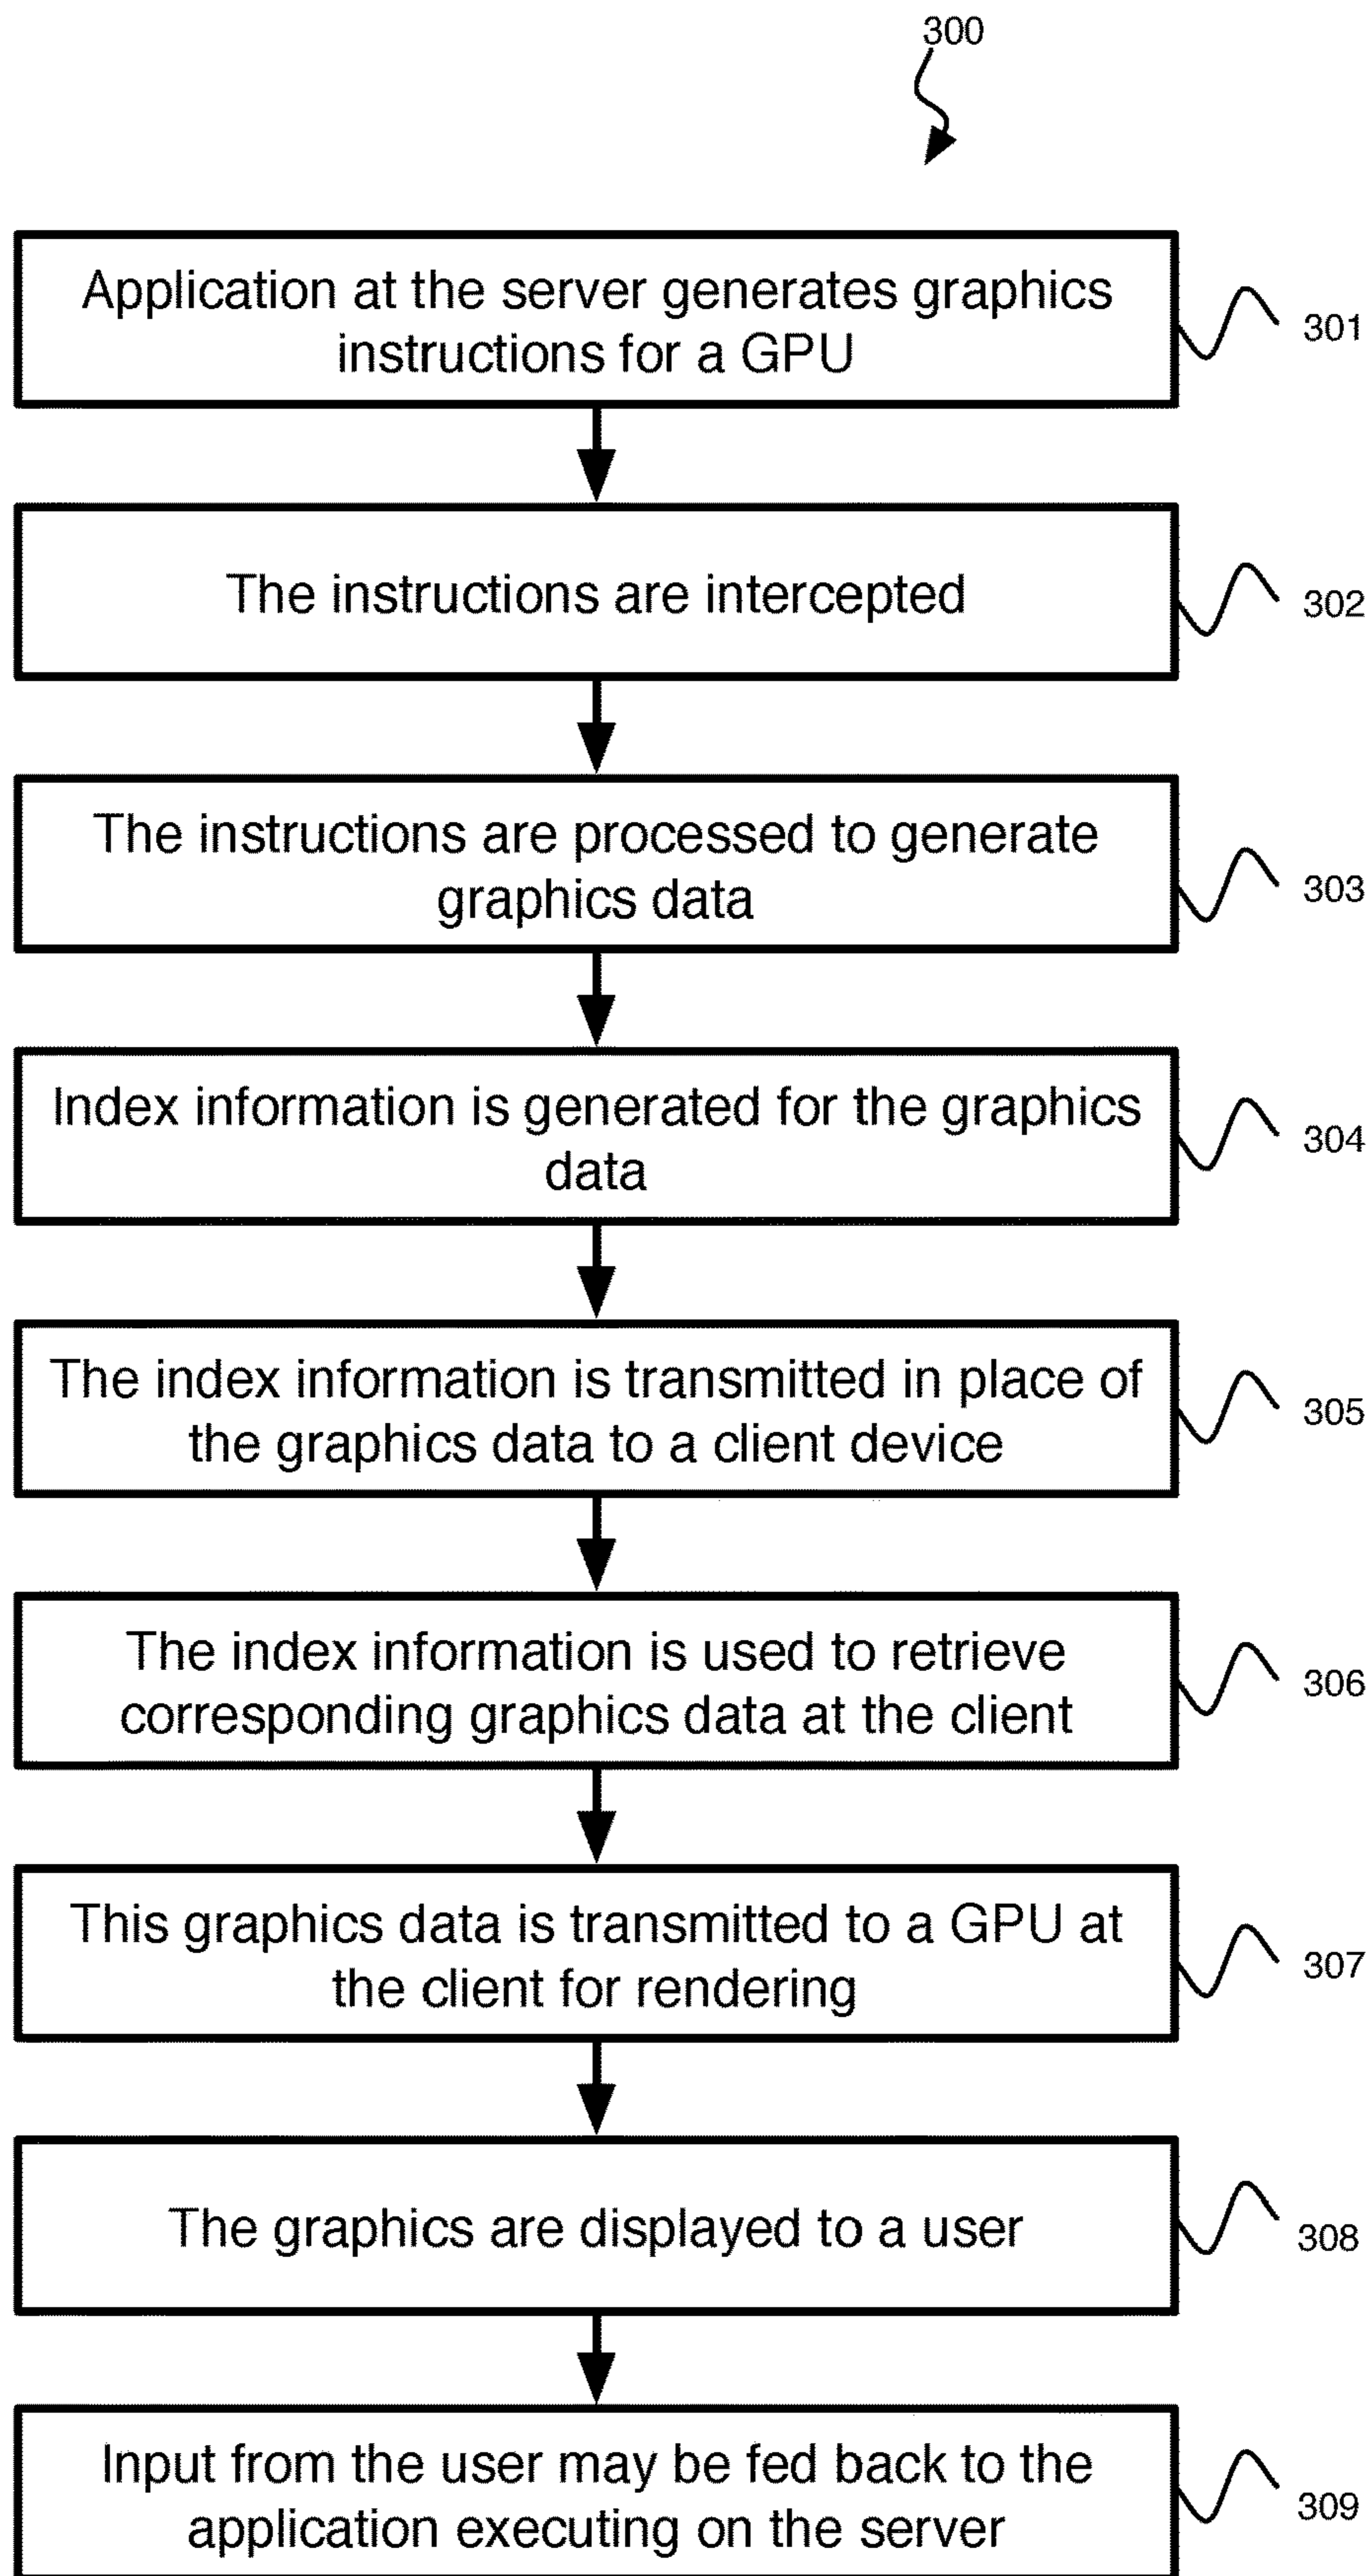 300
Application at the server generates graphics
instructions for a GPU
301
The instructions are intercepted
302
The instructions are processed to generate
graphics data
303
Index information is generated for the graphics
data
304
The index information is transmitted in place of
the graphics data to a client device
305
The index information is used to retrieve
corresponding graphics data at the client
306
This graphics data is transmitted to a GPU at
the client for rendering
307
The graphics are displayed to a user
308
Input from the user may be fed back to the
application executing on the server
309